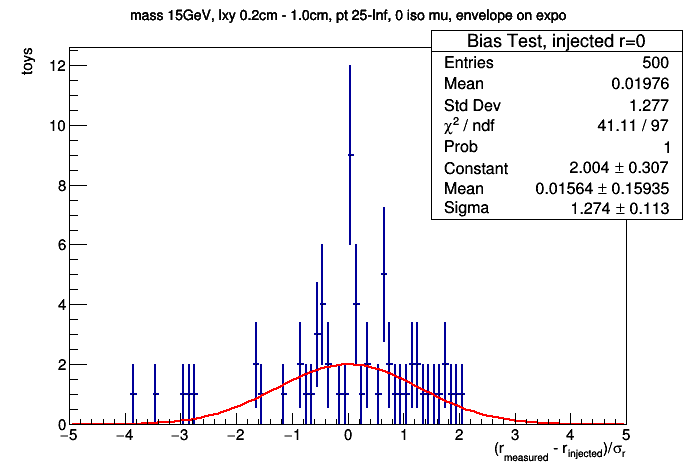 mass 15GeV, lxy 0.2cm - 1.0cm, pt 25-Inf, 0 iso mu, envelope on expo
Bias Test, injected r=0
Entries 500
Mean 0.01976
Std Dev 1.277
χ² / ndf 41.11 / 97
Prob 1
Constant 2.004 ± 0.307
Mean 0.01564 ± 0.15935
Sigma 1.274 ± 0.113
toys
12
10
8
6
4
2
0
−5 −4 −3 −2 −1 0 1 2 3 4 5
(r_measured - r_injected)/σ_r